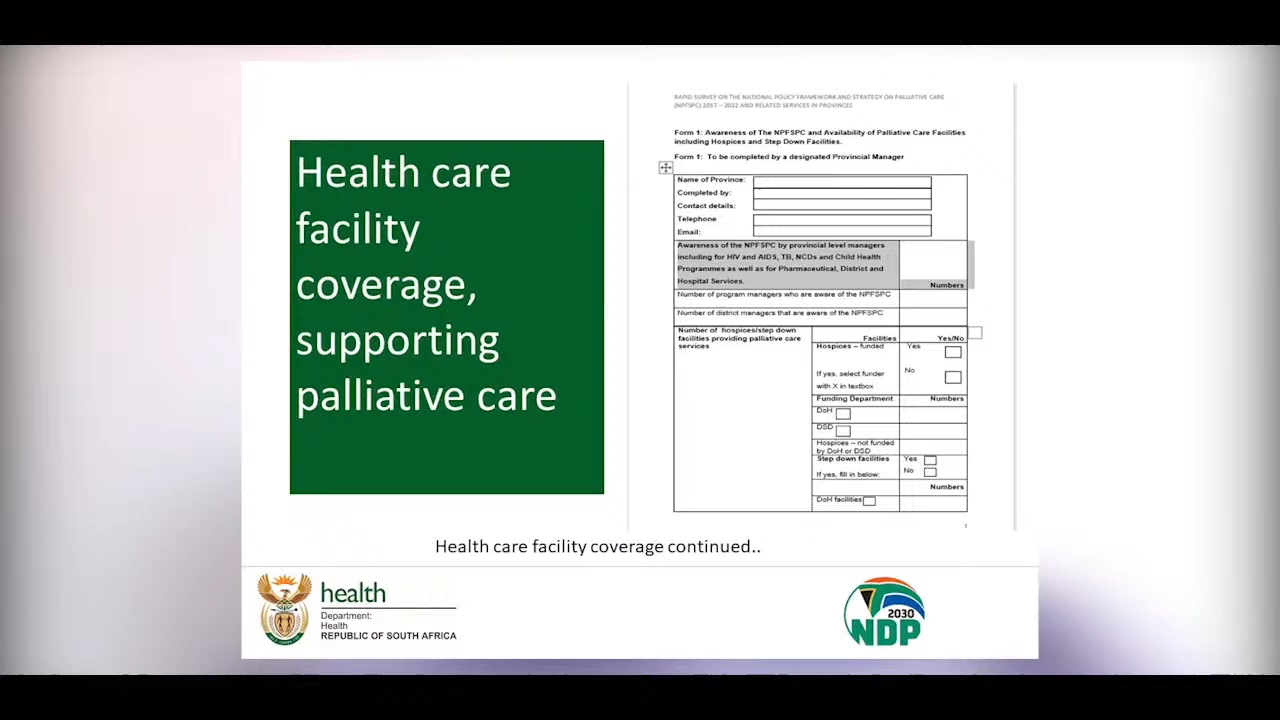 Health care
facility
coverage,
supporting
palliative care
RAPID SURVEY ON THE NATIONAL POLICY FRAMEWORK AND STRATEGY ON PALLIATIVE CARE
(NPFSPC) 2017 – 2022 AND RELATED SERVICES IN PROVINCES
Form 1: Awareness of The NPFSPC and Availability of Palliative Care Facilities
including Hospices and Step Down Facilities.
Form 1: To be completed by a designated Provincial Manager
Name of Province:
Completed by:
Contact details:
Telephone
Email:
Awareness of the NPFSPC by provincial level managers
including for HIV and AIDS, TB, NCDs and Child Health
Programmes as well as for Pharmaceutical, District and
Hospital Services.
Numbers
Number of program managers who are aware of the NPFSPC
Number of district managers that are aware of the NPFSPC
Number of hospices/step down
facilities providing palliative care
services
Facilities Yes/No
Hospices – funded Yes
No
If yes, select funder
with X in textbox
Funding Department Numbers
DoH
DSD
Hospices – not funded
by DoH or DSD
Step down facilities Yes
No
If yes, fill in below:
Numbers
DoH facilities
Health care facility coverage continued..
health
Department:
Health
REPUBLIC OF SOUTH AFRICA
2030
NDP